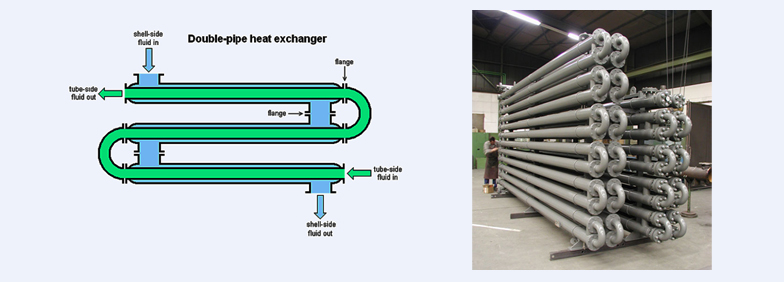 shell-side
fluid in
Double-pipe heat exchanger
flange
tube-side
fluid out
flange
tube-side
fluid in
shell-side
fluid out